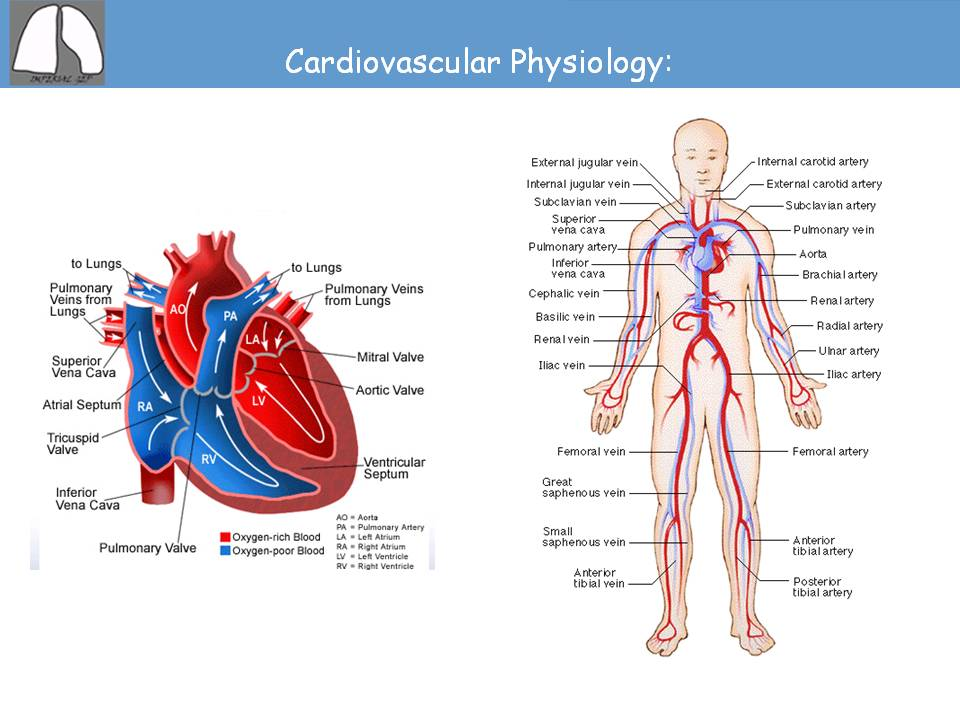 Cardiovascular Physiology:
IMPERIAL SEP
to Lungs
Pulmonary
Veins from
Lungs
Superior
Vena Cava
Atrial Septum
Tricuspid
Valve
Inferior
Vena Cava
Pulmonary Valve
AO
PA
LA
RA
LV
RV
to Lungs
Pulmonary Veins
from Lungs
Mitral Valve
Aortic Valve
Ventricular
Septum
Oxygen-rich Blood
Oxygen-poor Blood
AO = Aorta
PA = Pulmonary Artery
LA = Left Atrium
RA = Right Atrium
LV = Left Ventricle
RV = Right Ventricle
External jugular vein
Internal jugular vein
Subclavian vein
Superior
vena cava
Pulmonary artery
Inferior
vena cava
Cephalic vein
Basilic vein
Renal vein
Iliac vein
Femoral vein
Great
saphenous vein
Small
saphenous vein
Anterior
tibial vein
Internal carotid artery
External carotid artery
Subclavian artery
Pulmonary vein
Aorta
Brachial artery
Renal artery
Radial artery
Ulnar artery
Iliac artery
Femoral artery
Anterior
tibial artery
Posterior
tibial artery